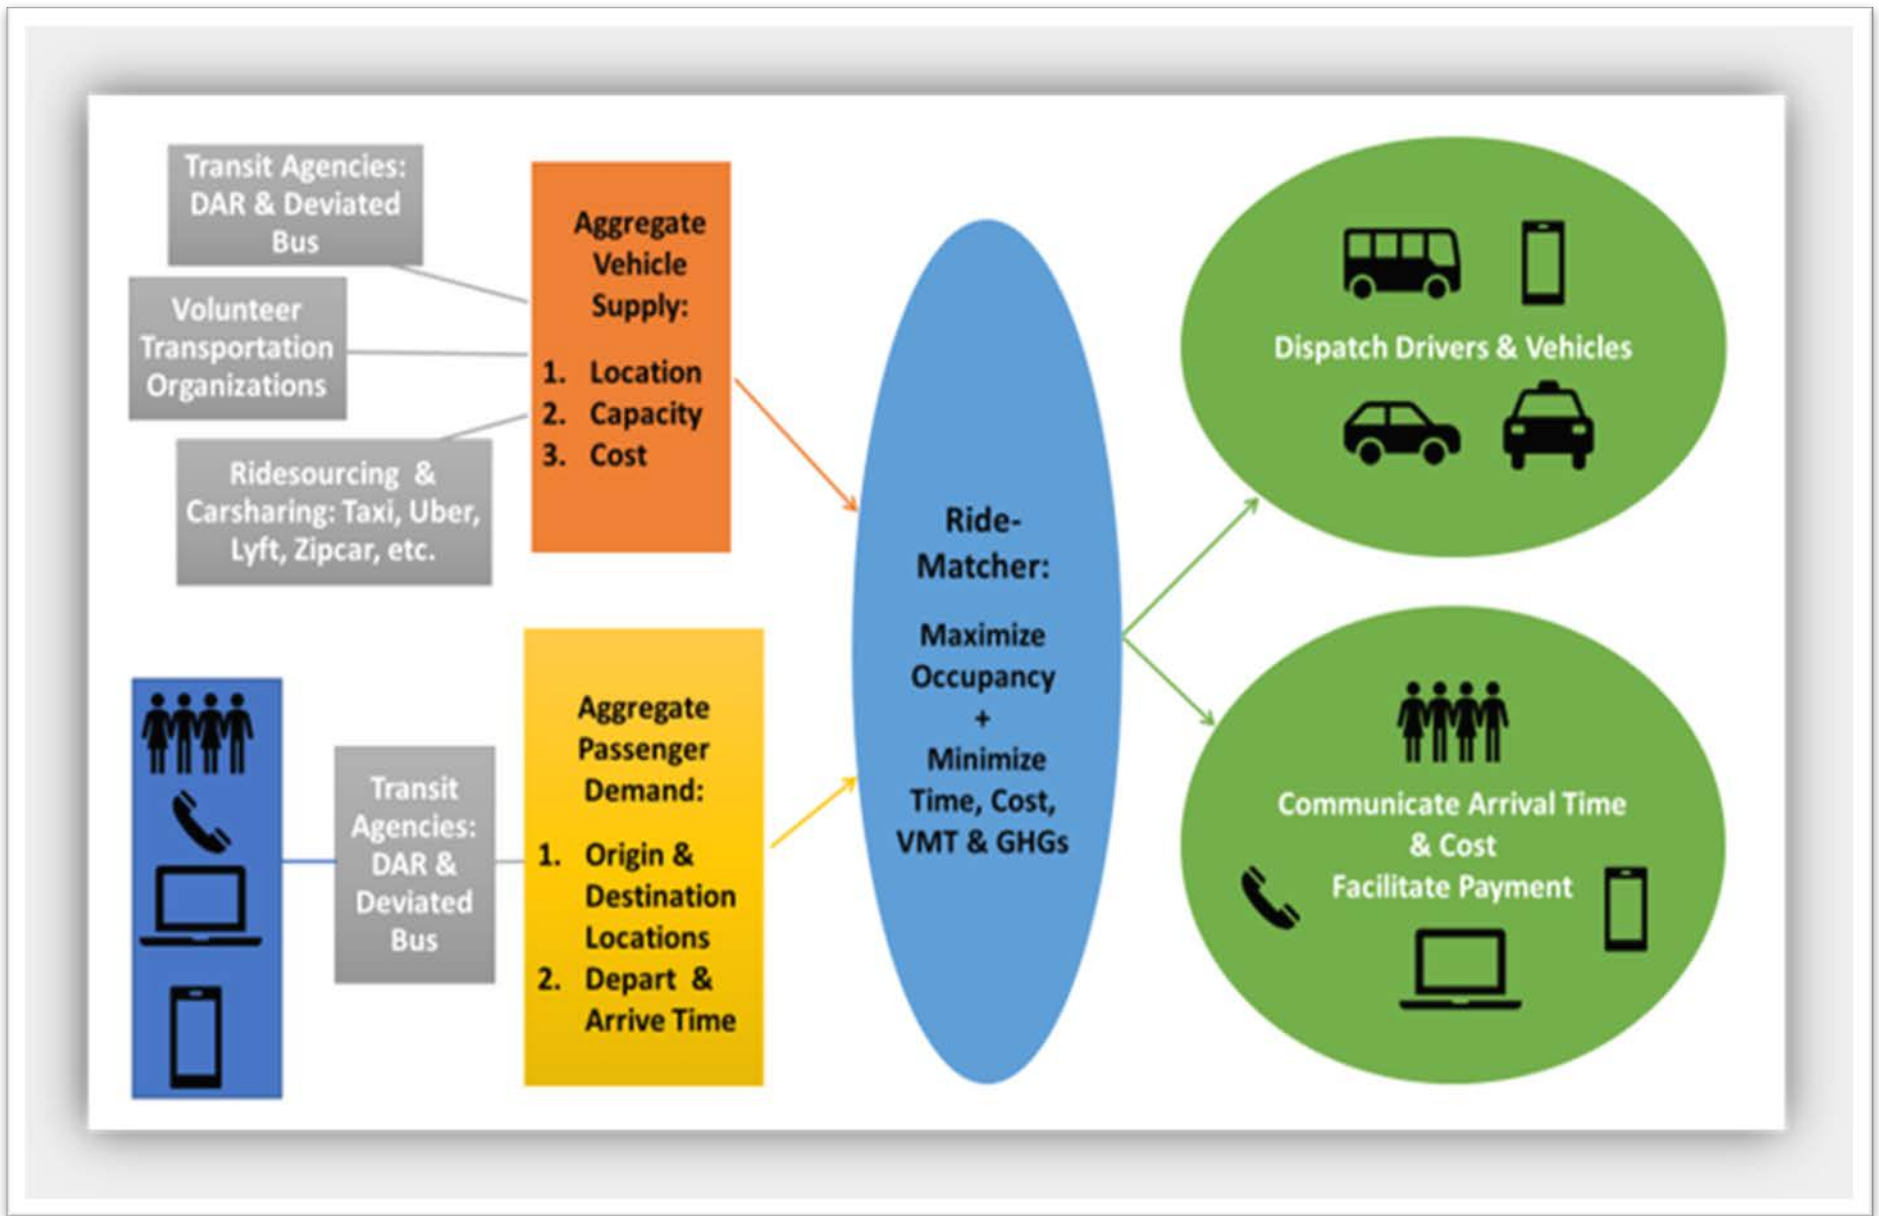 Transit Agencies:
DAR & Deviated
Bus
Volunteer
Transportation
Organizations
Ridesourcing &
Carsharing: Taxi, Uber,
Lyft, Zipcar, etc.
Aggregate
Vehicle
Supply:
1. Location
2. Capacity
3. Cost
Transit
Agencies:
DAR &
Deviated
Bus
Aggregate
Passenger
Demand:
1. Origin &
Destination
Locations
2. Depart &
Arrive Time
Ride-
Matcher:
Maximize
Occupancy
+
Minimize
Time, Cost,
VMT & GHGs
Dispatch Drivers & Vehicles
Communicate Arrival Time
& Cost
Facilitate Payment